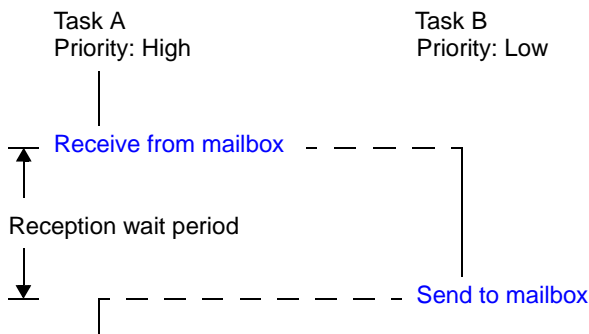 Task A
Priority: High
Task B
Priority: Low
Receive from mailbox
Reception wait period
Send to mailbox